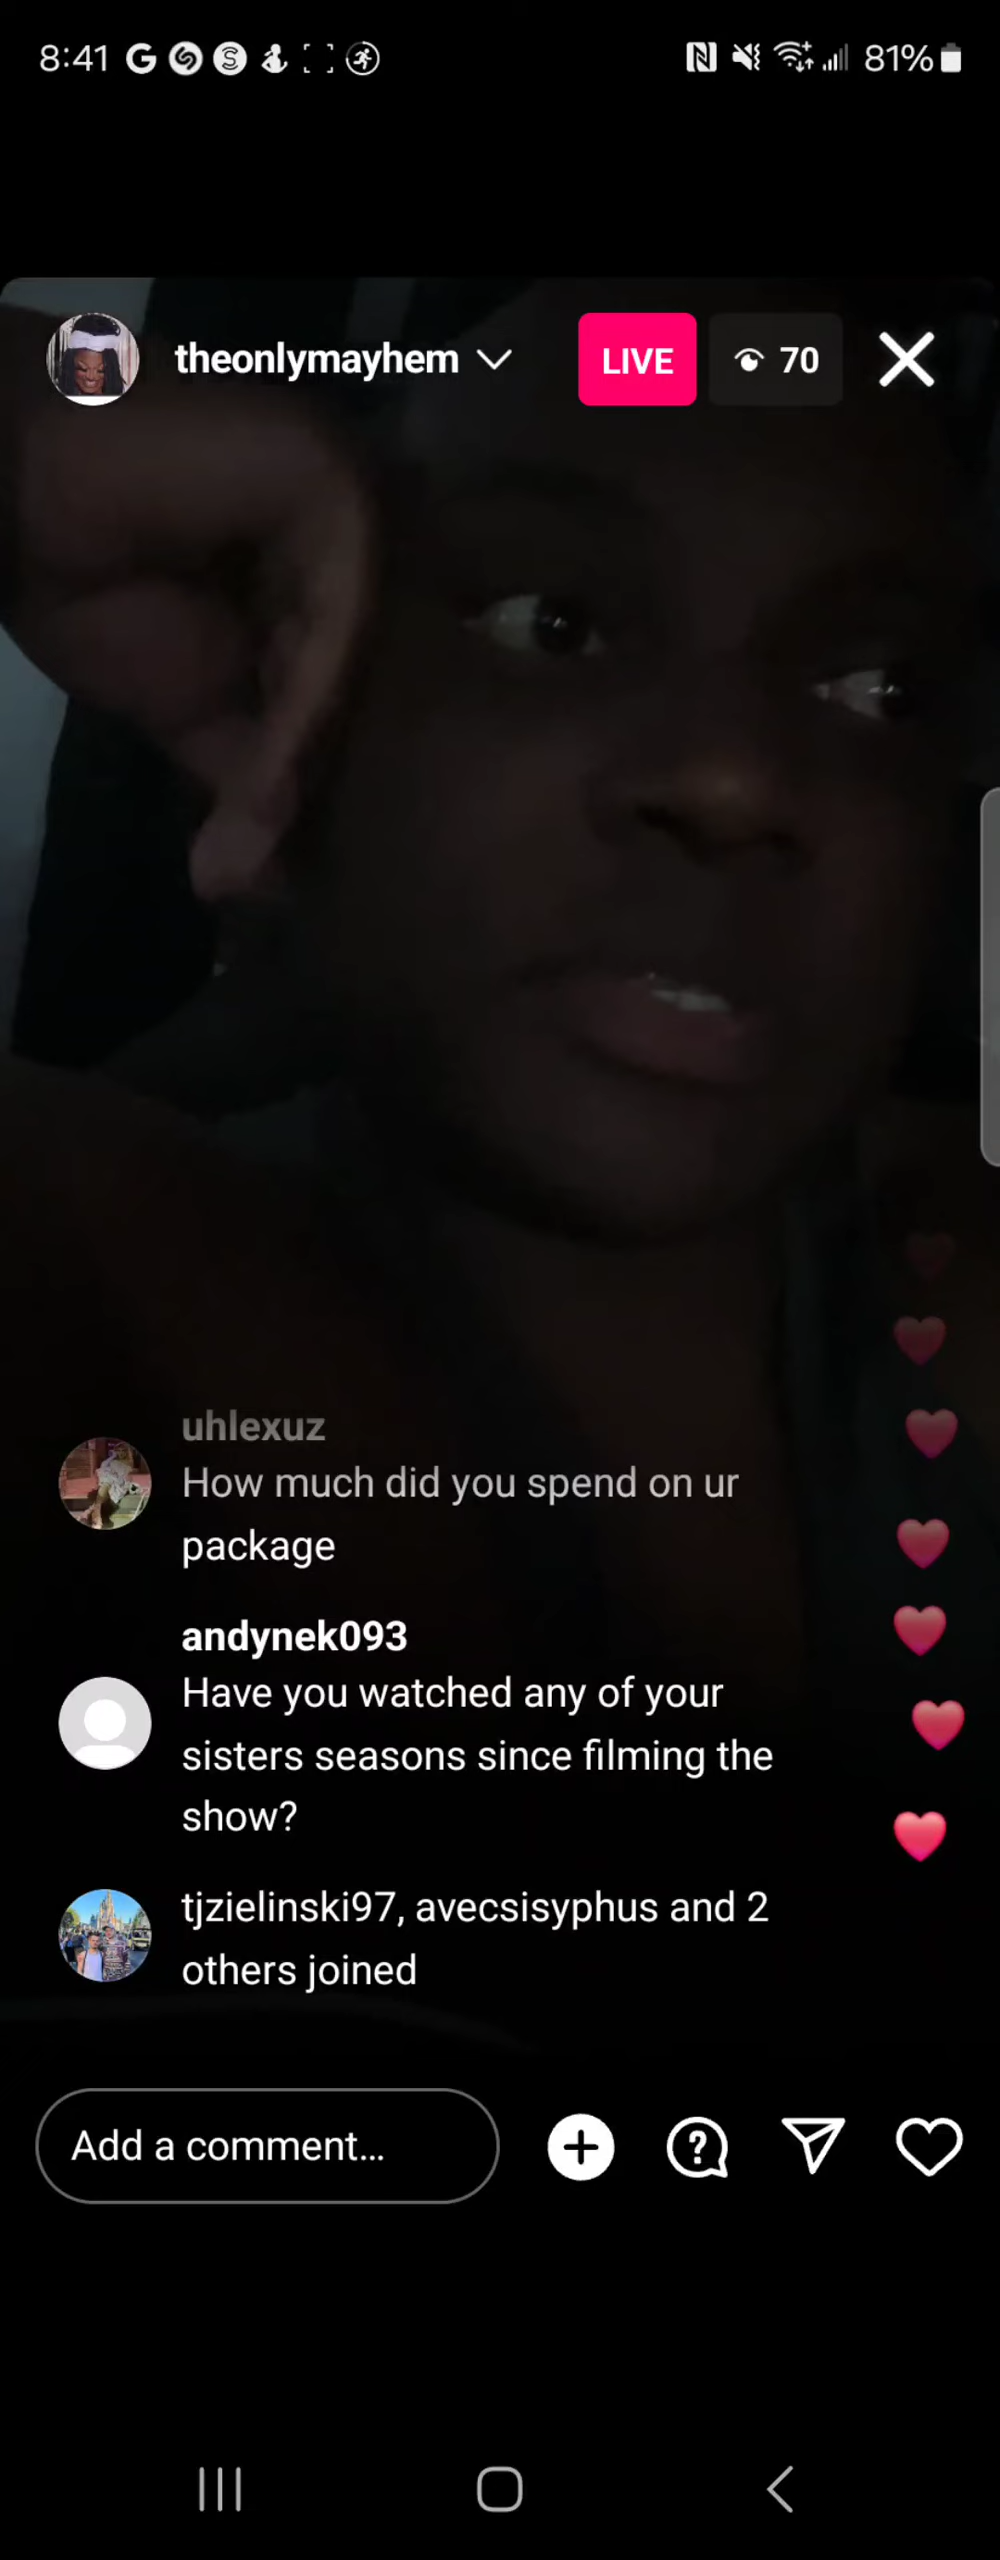 8:41
81%
theonlymayhem
LIVE
70
uhlexuz
How much did you spend on ur
package
andynek093
Have you watched any of your
sisters seasons since filming the
show?
tjzielinski97, avecsisyphus and 2
others joined
Add a comment...